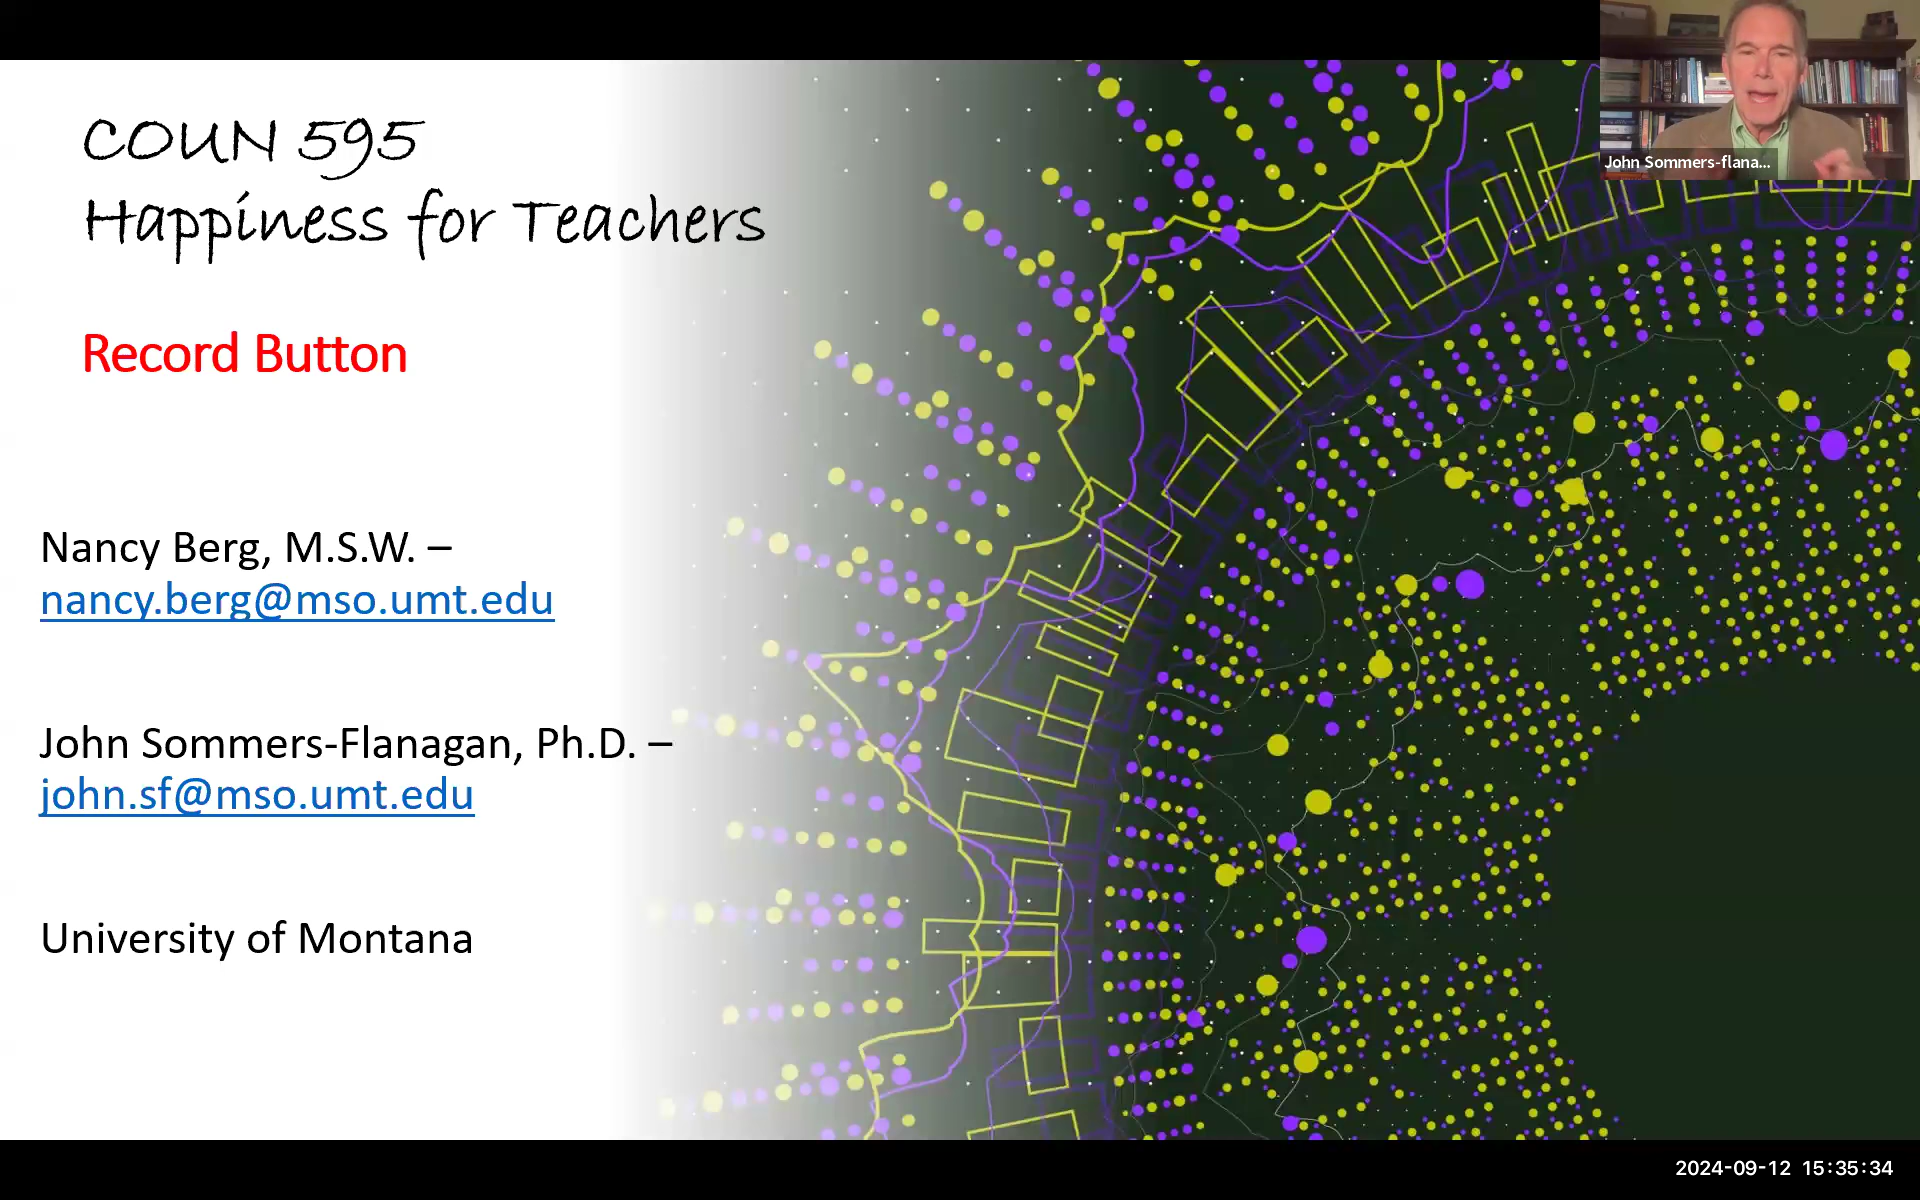 COUN 595
Happiness for Teachers
Record Button
Nancy Berg, M.S.W. –
nancy.berg@mso.umt.edu
John Sommers-Flanagan, Ph.D. –
john.sf@mso.umt.edu
University of Montana
John Sommers-flana...
2024-09-12 15:35:34